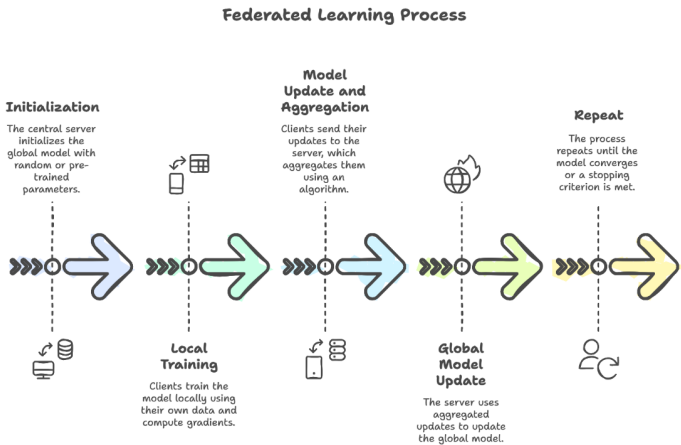 Federated Learning Process
Initialization
The central server
initializes the
global model with
random or pre-
trained
parameters.
Local
Training
Clients train the
model locally using
their own data and
compute gradients.
Model
Update and
Aggregation
Clients send their
updates to the
server, which
aggregates them
using an
algorithm.
Global
Model
Update
The server uses
aggregated
updates to update
the global model.
Repeat
The process
repeats until the
model converges
or a stopping
criterion is met.